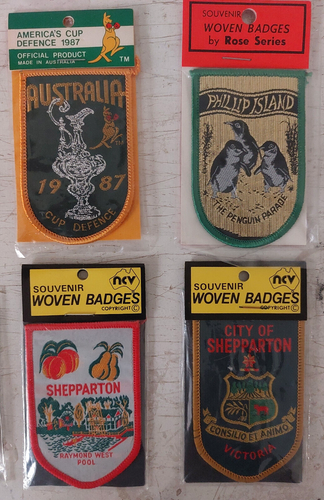 AMERICA'S CUP
DEFENCE 1987
OFFICIAL PRODUCT
MADE IN AUSTRALIA
TM
AUSTRALIA
19 87
CUP DEFENCE
SOUVENIR
WOVEN BADGES
by Rose Series
PHILLIP ISLAND
THE PENGUIN PARADE
SOUVENIR
ncv
WOVEN BADGES
COPYRIGHT ©
SHEPPARTON
RAYMOND WEST
POOL
SOUVENIR
ncv
WOVEN BADGES
COPYRIGHT ©
CITY OF
SHEPPARTON
CONSILIO ET ANIMO
VICTORIA